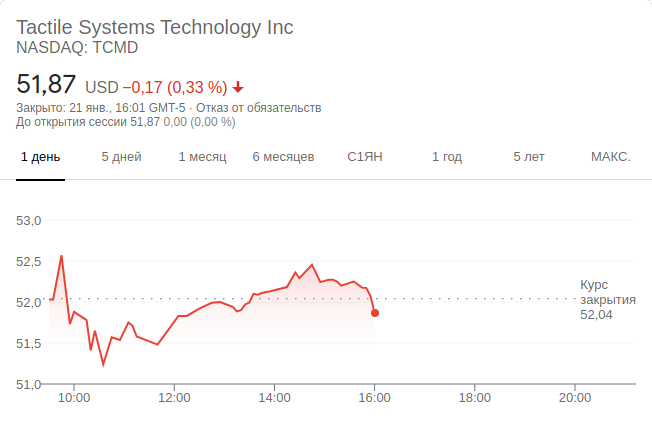 Tactile Systems Technology Inc
NASDAQ: TCMD
51,87 USD −0,17 (0,33 %)
Закрыто: 21 янв., 16:01 GMT-5 · Отказ от обязательств
До открытия сессии 51,87 0,00 (0,00 %)
1 день 5 дней 1 месяц 6 месяцев С1ЯН 1 год 5 лет МАКС.
53,0
52,5
Курс
52,0 закрытия
52,04
51,5
51,0
10:00 12:00 14:00 16:00 18:00 20:00